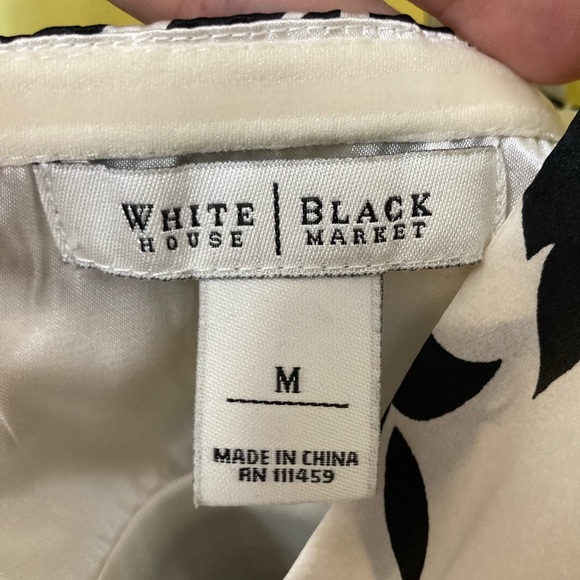 WHITE | BLACK
HOUSE | MARKET
M
MADE IN CHINA
RN 111459